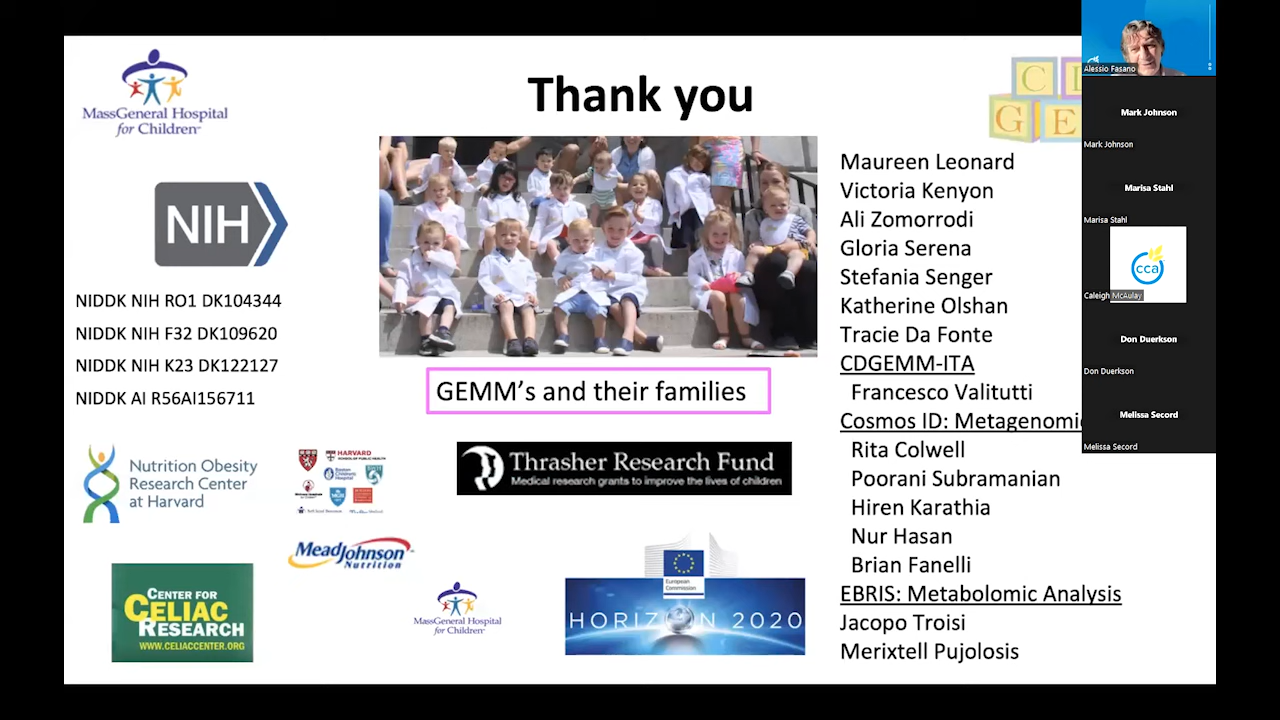 MassGeneral Hospital
for Children
Thank you
C
G E
NIH
NIDDK NIH RO1 DK104344
NIDDK NIH F32 DK109620
NIDDK NIH K23 DK122127
NIDDK AI R56AI156711
GEMM's and their families
Nutrition Obesity
Research Center
at Harvard
HARVARD
SCHOOL OF PUBLIC HEALTH
Thrasher Research Fund
Medical research grants to improve the lives of children
MeadJohnson
Nutrition
CENTER FOR
CELIAC
RESEARCH
WWW.CELIACCENTER.ORG
MassGeneral Hospital
for Children
European
Commission
HORIZON 2020
Maureen Leonard
Victoria Kenyon
Ali Zomorrodi
Gloria Serena
Stefania Senger
Katherine Olshan
Tracie Da Fonte
CDGEMM-ITA
Francesco Valitutti
Cosmos ID: Metagenomic
Rita Colwell
Poorani Subramanian
Hiren Karathia
Nur Hasan
Brian Fanelli
EBRIS: Metabolomic Analysis
Jacopo Troisi
Merixtell Pujolosis
Alessio Fasano
Mark Johnson
Mark Johnson
Marisa Stahl
Marisa Stahl
cca
Caleigh McAulay
Don Duerkson
Don Duerkson
Melissa Secord
Melissa Secord